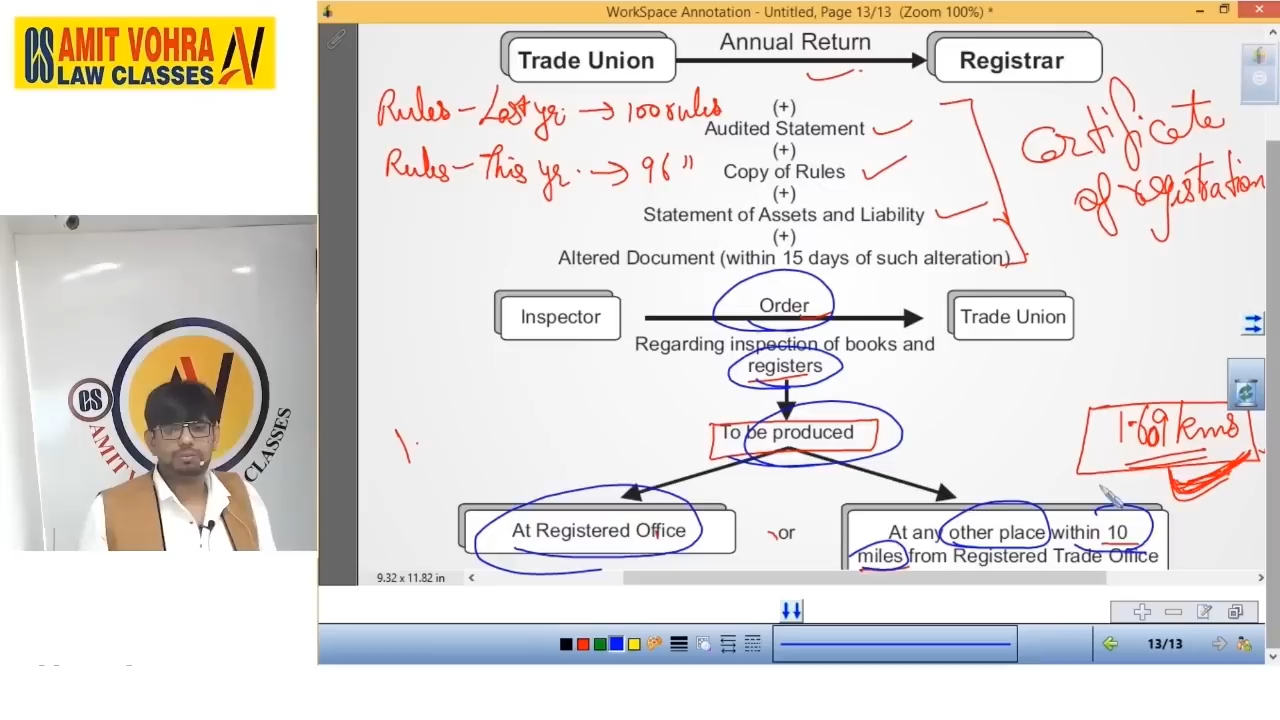 CS AMIT VOHRA
LAW CLASSES AV
WorkSpace Annotation - Untitled, Page 13/13 (Zoom 100%) *
Trade Union
Annual Return
Registrar
Rules - Last yr. → 100 rules
(+)
Audited Statement
(+)
Rules - This yr. → 96 "
Copy of Rules
(+)
Statement of Assets and Liability
(+)
Altered Document (within 15 days of such alteration)
Certificate
of registration
Inspector
Order
Trade Union
Regarding inspection of books and
registers
To be produced
1.609 kms
At Registered Office
or
At any other place within 10
miles from Registered Trade Office
9.32 x 11.82 in
13/13
AV
CS
CLASSES